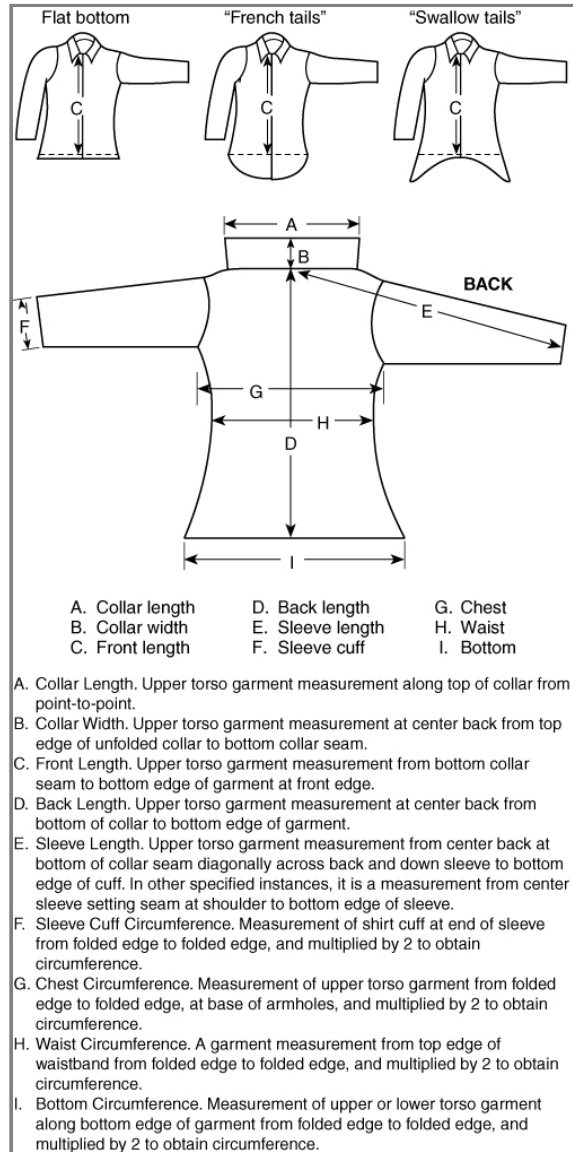 Flat bottom
“French tails”
“Swallow tails”
C
C
C
A
B
BACK
E
F
G
H
D
I
A. Collar length
B. Collar width
C. Front length
D. Back length
E. Sleeve length
F. Sleeve cuff
G. Chest
H. Waist
I. Bottom
A. Collar Length. Upper torso garment measurement along top of collar from
point-to-point.
B. Collar Width. Upper torso garment measurement at center back from top
edge of unfolded collar to bottom collar seam.
C. Front Length. Upper torso garment measurement from bottom collar
seam to bottom edge of garment at front edge.
D. Back Length. Upper torso garment measurement at center back from
bottom of collar to bottom edge of garment.
E. Sleeve Length. Upper torso garment measurement from center back at
bottom of collar seam diagonally across back and down sleeve to bottom
edge of cuff. In other specified instances, it is a measurement from center
sleeve setting seam at shoulder to bottom edge of sleeve.
F. Sleeve Cuff Circumference. Measurement of shirt cuff at end of sleeve
from folded edge to folded edge, and multiplied by 2 to obtain
circumference.
G. Chest Circumference. Measurement of upper torso garment from folded
edge to folded edge, at base of armholes, and multiplied by 2 to obtain
circumference.
H. Waist Circumference. A garment measurement from top edge of
waistband from folded edge to folded edge, and multiplied by 2 to obtain
circumference.
I. Bottom Circumference. Measurement of upper or lower torso garment
along bottom edge of garment from folded edge to folded edge, and
multiplied by 2 to obtain circumference.